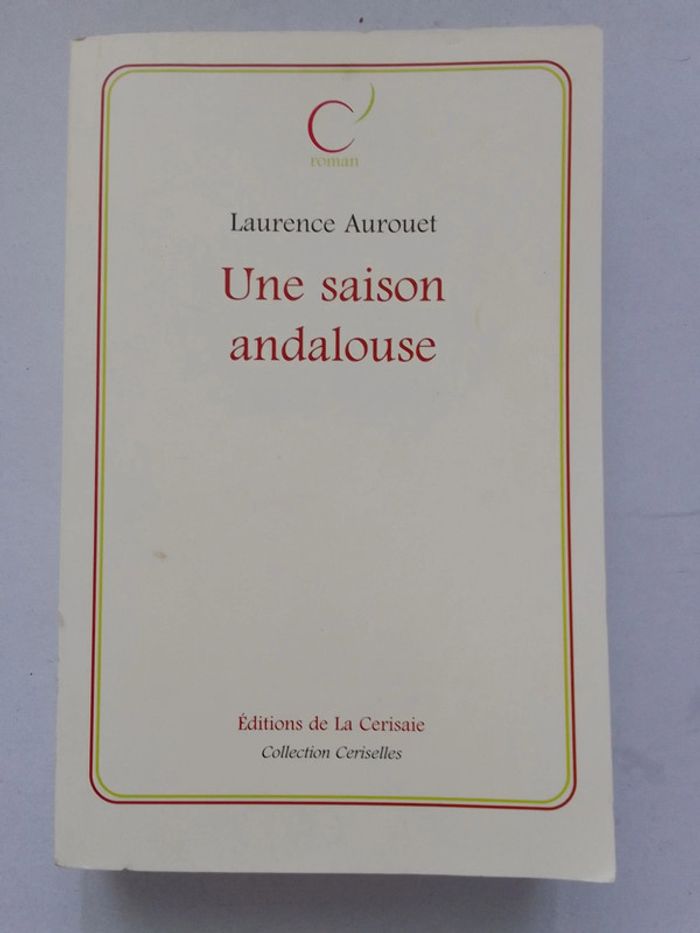 C
roman
Laurence Aurouet
Une saison
andalouse
Éditions de La Cerisaie
Collection Ceriselles